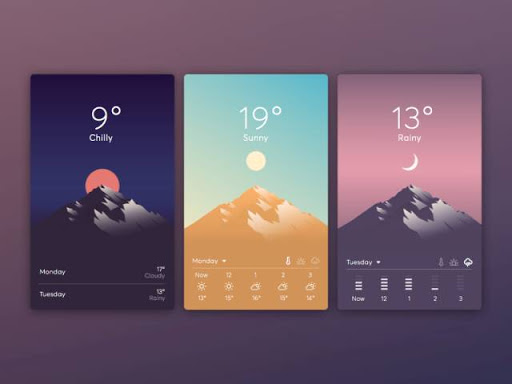 9°
Chilly
Monday 17°
Cloudy
Tuesday 13°
Rainy
19°
Sunny
Monday
Now 12 1 2 3
13° 15° 16° 15° 14°
13°
Rainy
Tuesday
Now 12 1 2 3